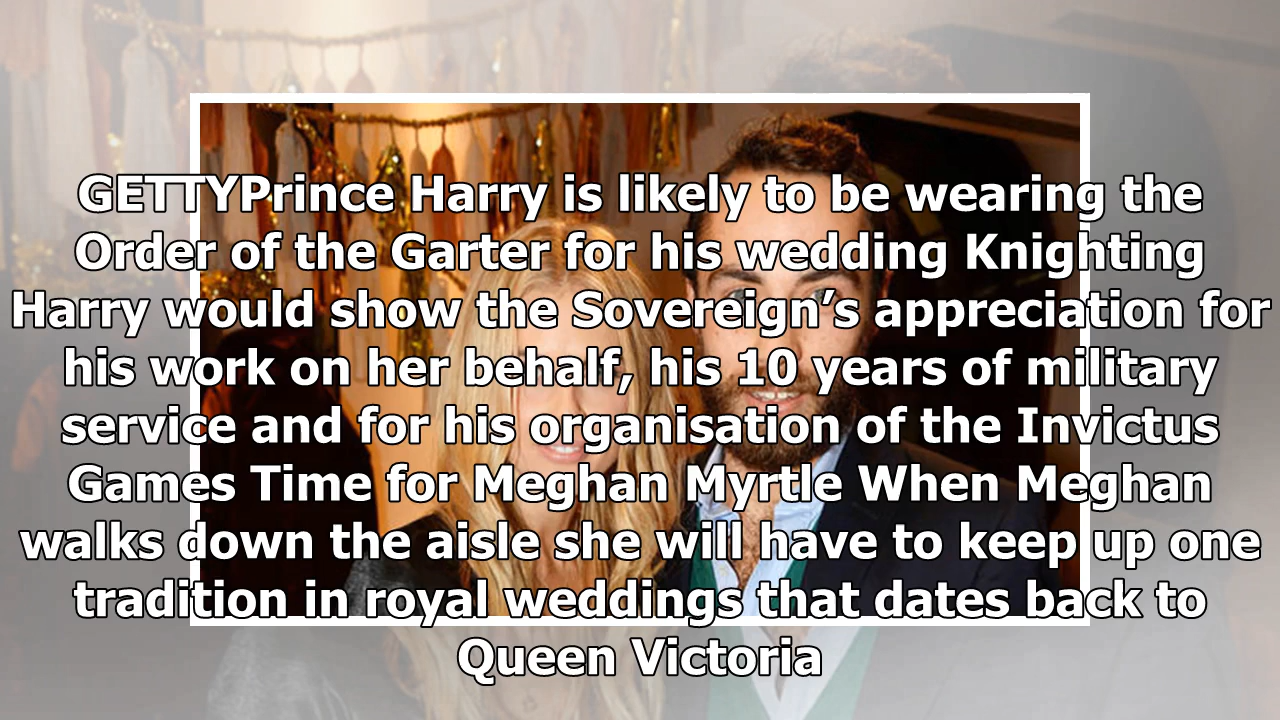 GETTYPrince Harry is likely to be wearing the
Order of the Garter for his wedding Knighting
Harry would show the Sovereign’s appreciation for
his work on her behalf, his 10 years of military
service and for his organisation of the Invictus
Games Time for Meghan Myrtle When Meghan
walks down the aisle she will have to keep up one
tradition in royal weddings that dates back to
Queen Victoria